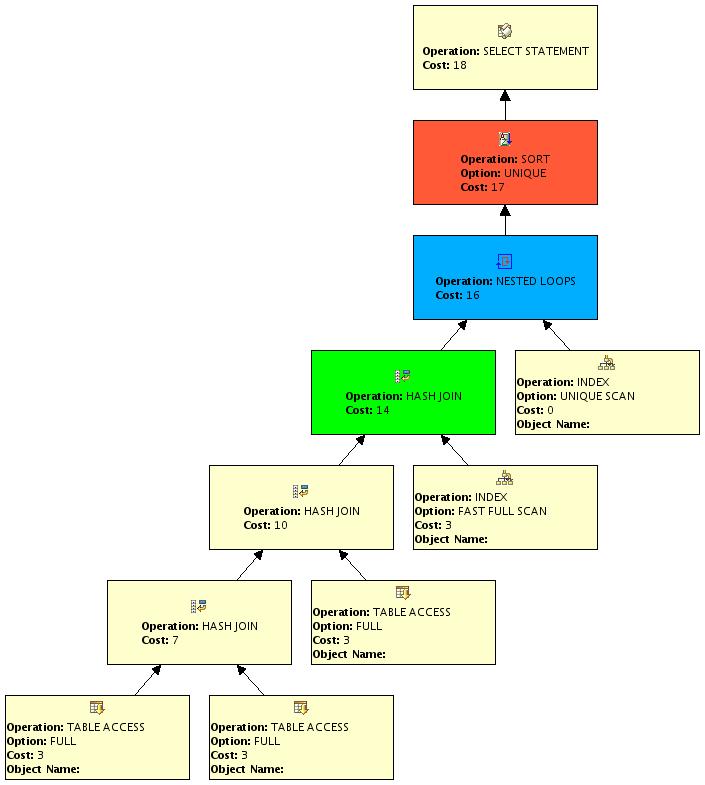 Operation: SELECT STATEMENT
Cost: 18
Operation: SORT
Option: UNIQUE
Cost: 17
Operation: NESTED LOOPS
Cost: 16
Operation: HASH JOIN
Cost: 14
Operation: INDEX
Option: UNIQUE SCAN
Cost: 0
Object Name:
Operation: HASH JOIN
Cost: 10
Operation: INDEX
Option: FAST FULL SCAN
Cost: 3
Object Name:
Operation: HASH JOIN
Cost: 7
Operation: TABLE ACCESS
Option: FULL
Cost: 3
Object Name:
Operation: TABLE ACCESS
Option: FULL
Cost: 3
Object Name:
Operation: TABLE ACCESS
Option: FULL
Cost: 3
Object Name: